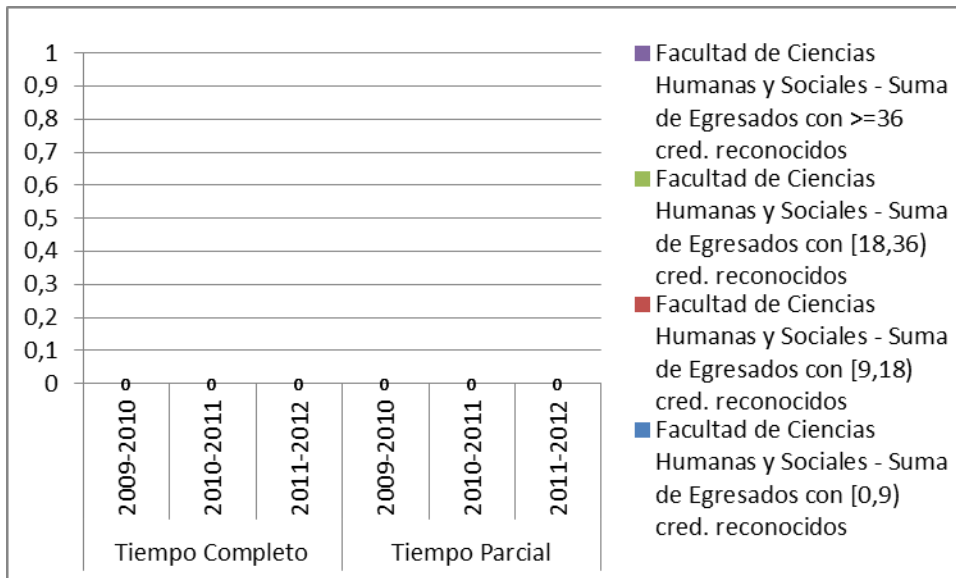 1
0,9
0,8
0,7
0,6
0,5
0,4
0,3
0,2
0,1
0
0 0 0 0 0 0
2009-2010
2010-2011
2011-2012
2009-2010
2010-2011
2011-2012
Tiempo Completo
Tiempo Parcial
Facultad de Ciencias
Humanas y Sociales - Suma
de Egresados con >=36
cred. reconocidos
Facultad de Ciencias
Humanas y Sociales - Suma
de Egresados con [18,36)
cred. reconocidos
Facultad de Ciencias
Humanas y Sociales - Suma
de Egresados con [9,18)
cred. reconocidos
Facultad de Ciencias
Humanas y Sociales - Suma
de Egresados con [0,9)
cred. reconocidos